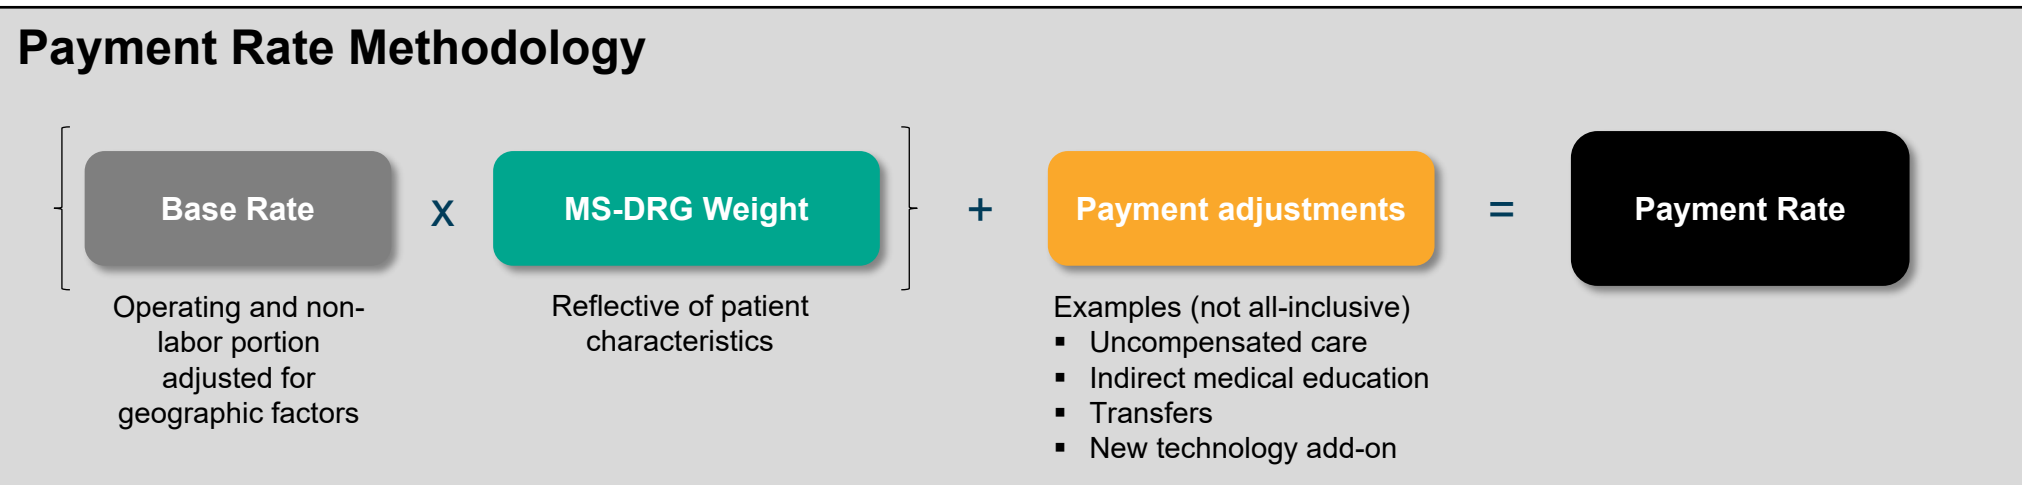 Payment Rate Methodology
Base Rate x MS-DRG Weight + Payment adjustments = Payment Rate
Operating and non-
labor portion
adjusted for
geographic factors
Reflective of patient
characteristics
Examples (not all-inclusive)
▪ Uncompensated care
▪ Indirect medical education
▪ Transfers
▪ New technology add-on